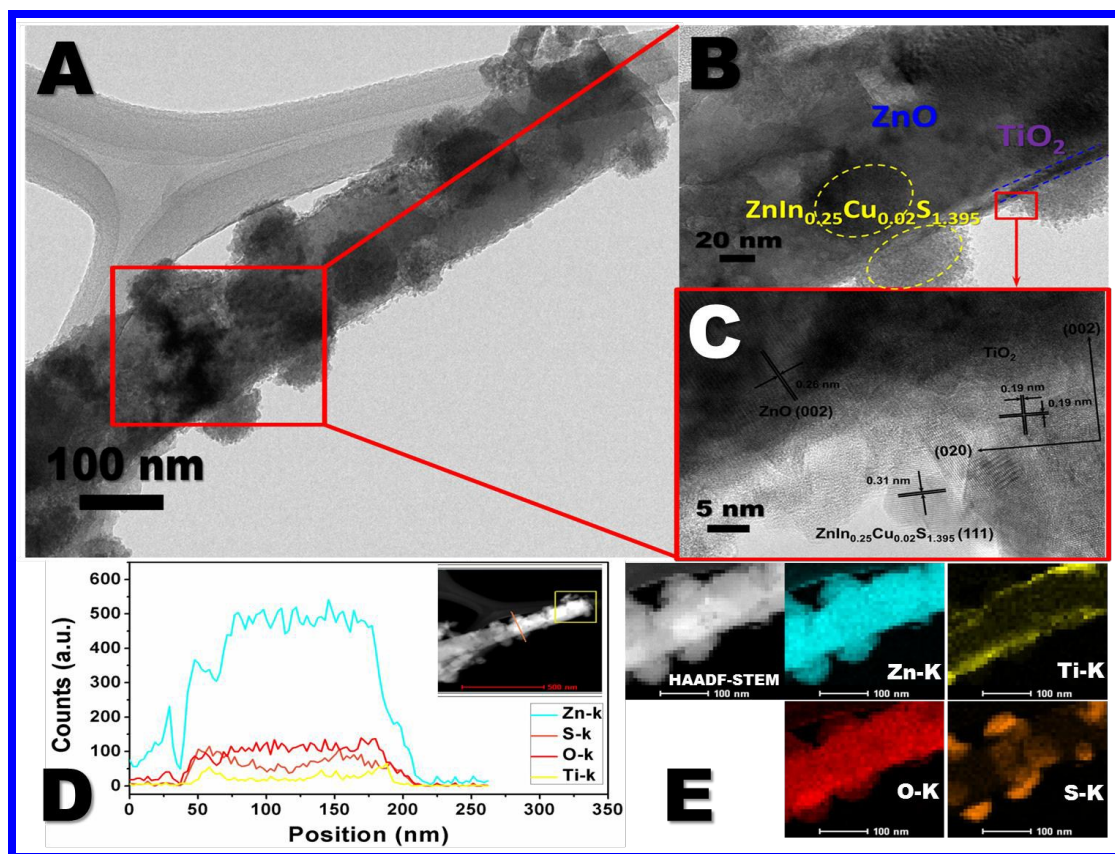 A
100 nm
B
ZnO
TiO₂
ZnIn₀.₂₅Cu₀.₀₂S₁.₃₉₅
20 nm
C
(002)
TiO₂
0.26 nm
ZnO (002)
0.19 nm
0.19 nm
(020)
0.31 nm
5 nm
ZnIn₀.₂₅Cu₀.₀₂S₁.₃₉₅ (111)
D
Counts (a.u.)
600
500
400
300
200
100
0
0 50 100 150 200 250 300 350
Position (nm)
500 nm
Zn-k
S-k
O-k
Ti-k
E
HAADF-STEM
100 nm
Zn-K
100 nm
Ti-K
100 nm
O-K
100 nm
S-K
100 nm